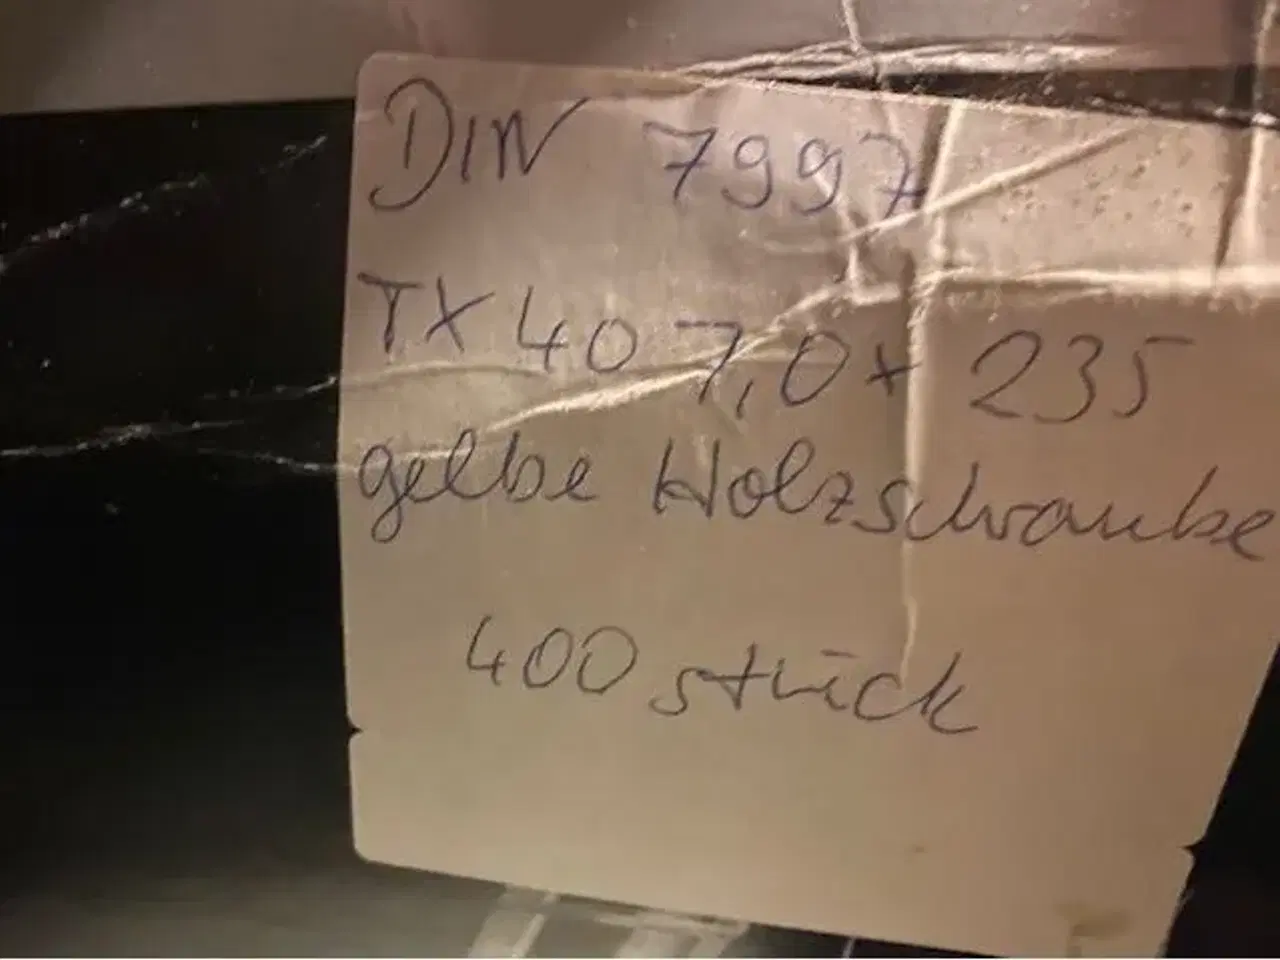 DIN 7997
TX 40 7,0 x 235
gelbe Holzschraube
400 stück